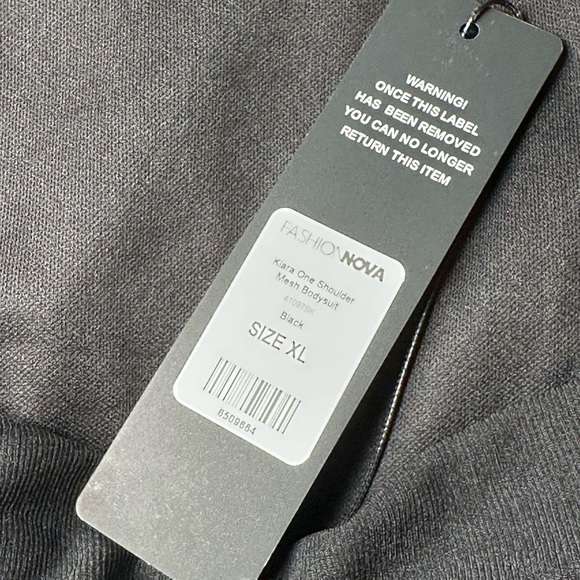 WARNING!
ONCE THIS LABEL
HAS BEEN REMOVED
YOU CAN NO LONGER
RETURN THIS ITEM
FASHIONNOVA
Kiara One Shoulder
Mesh Bodysuit
Black
SIZE XL
6509664